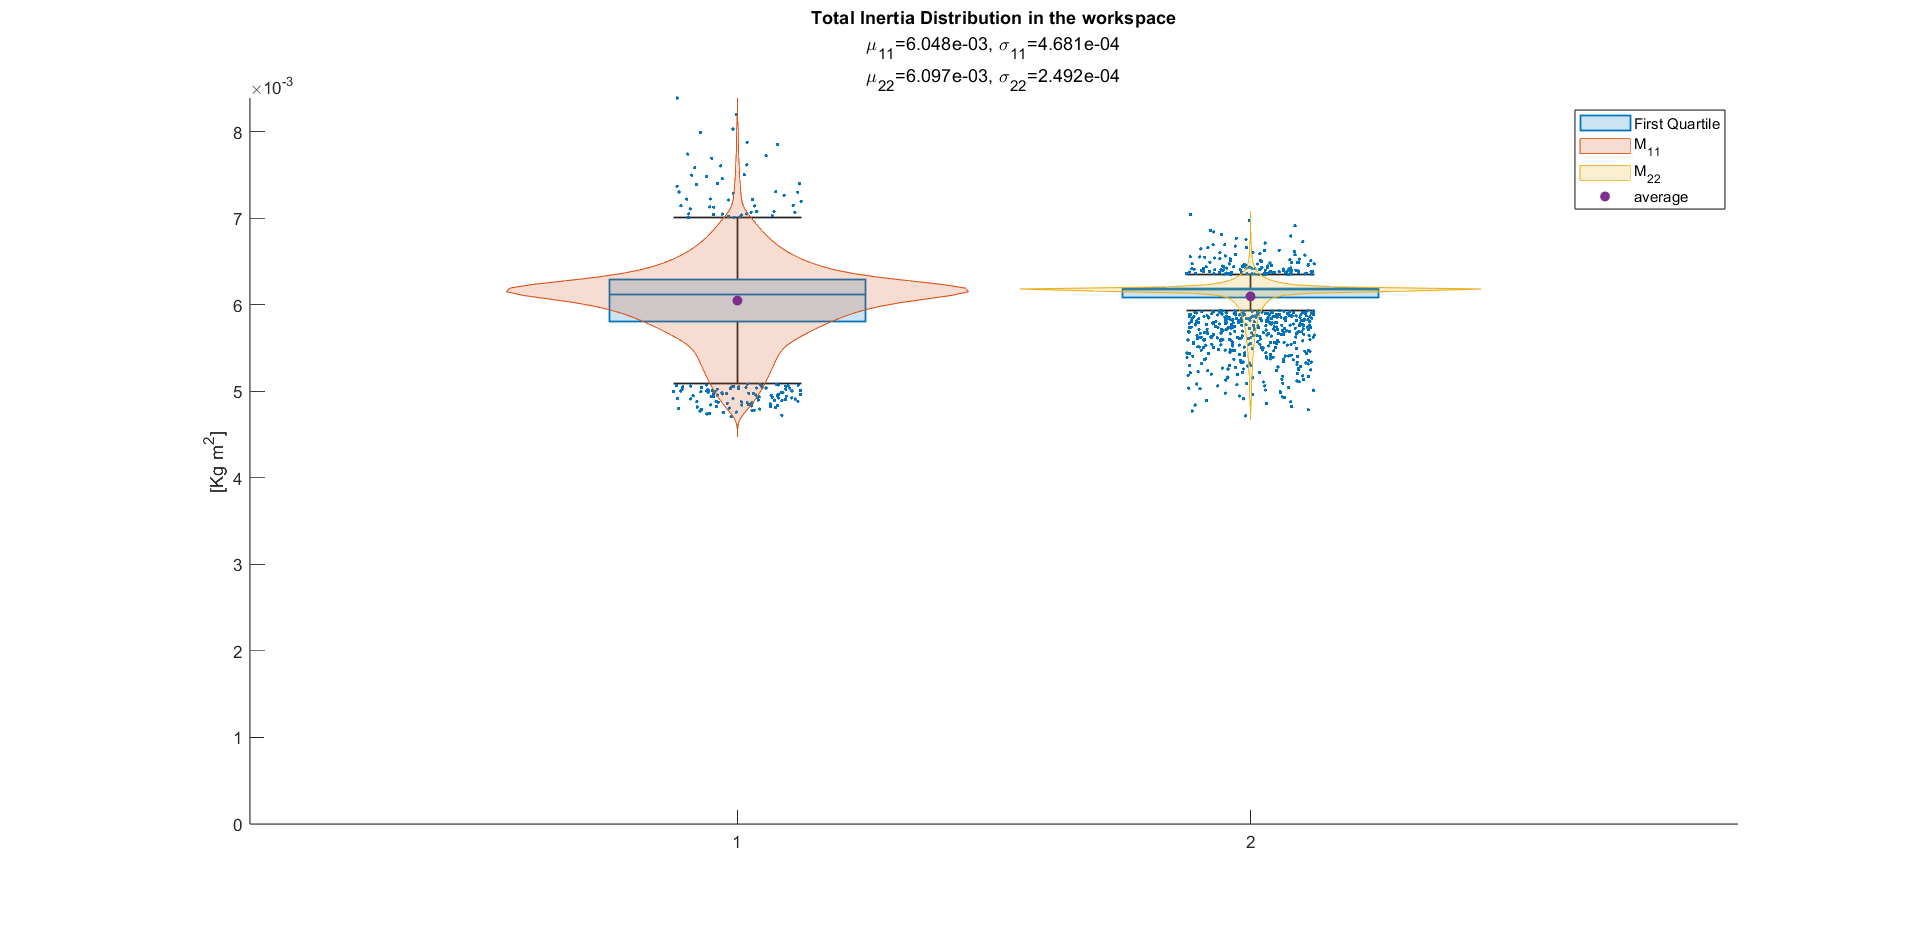 Total Inertia Distribution in the workspace
μ11=6.048e-03, σ11=4.681e-04
μ22=6.097e-03, σ22=2.492e-04
×10-3
8
7
6
5
4
3
2
1
0
[Kg m2]
1
2
First Quartile
M11
M22
average